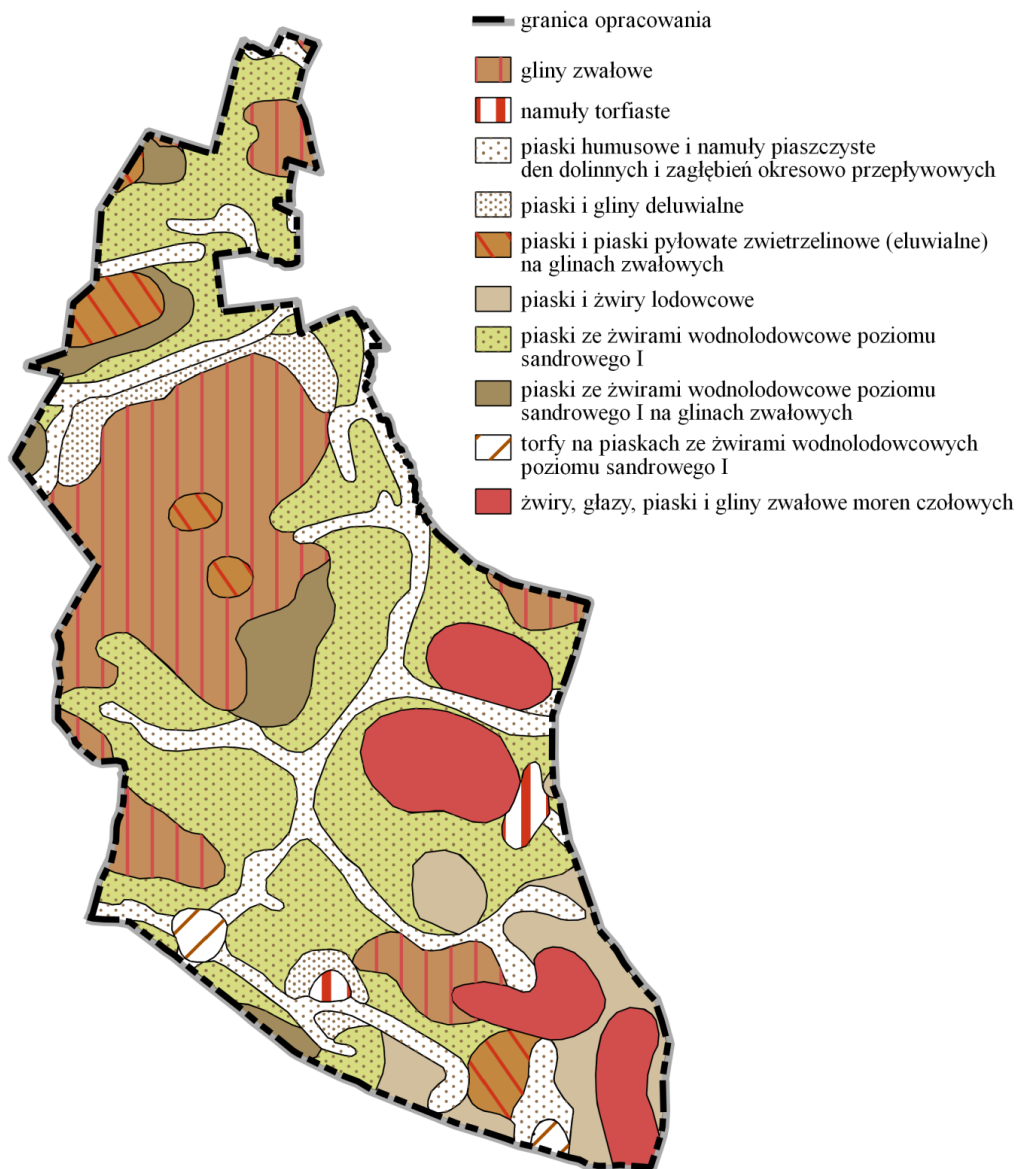 granica opracowania
gliny zwałowe
namuły torfiaste
piaski humusowe i namuły piaszczyste
den dolinnych i zagłębień okresowo przepływowych
piaski i gliny deluwialne
piaski i piaski pyłowate zwietrzelinowe (eluwialne)
na glinach zwałowych
piaski i żwiry lodowcowe
piaski ze żwirami wodnolodowcowe poziomu
sandrowego I
piaski ze żwirami wodnolodowcowe poziomu
sandrowego I na glinach zwałowych
torfy na piaskach ze żwirami wodnolodowcowych
poziomu sandrowego I
żwiry, głazy, piaski i gliny zwałowe moren czołowych